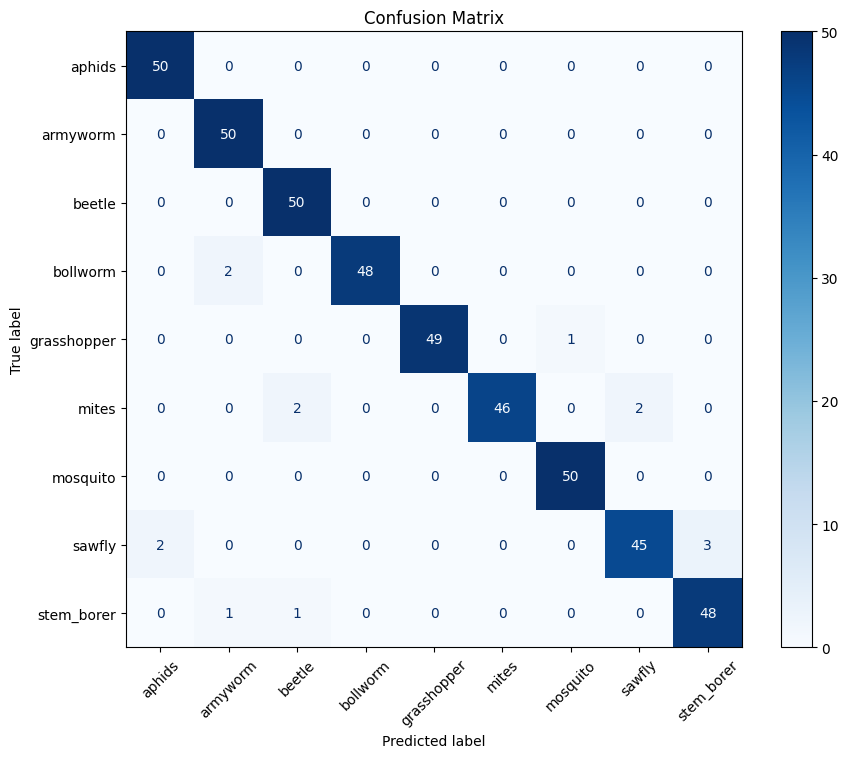 Confusion Matrix
aphids 50 0 0 0 0 0 0 0 0
armyworm 0 50 0 0 0 0 0 0 0
beetle 0 0 50 0 0 0 0 0 0
bollworm 0 2 0 48 0 0 0 0 0
grasshopper 0 0 0 0 49 0 1 0 0
mites 0 0 2 0 0 46 0 2 0
mosquito 0 0 0 0 0 0 50 0 0
sawfly 2 0 0 0 0 0 0 45 3
stem_borer 0 1 1 0 0 0 0 0 48
True label
aphids armyworm beetle bollworm grasshopper mites mosquito sawfly stem_borer
Predicted label
50
40
30
20
10
0